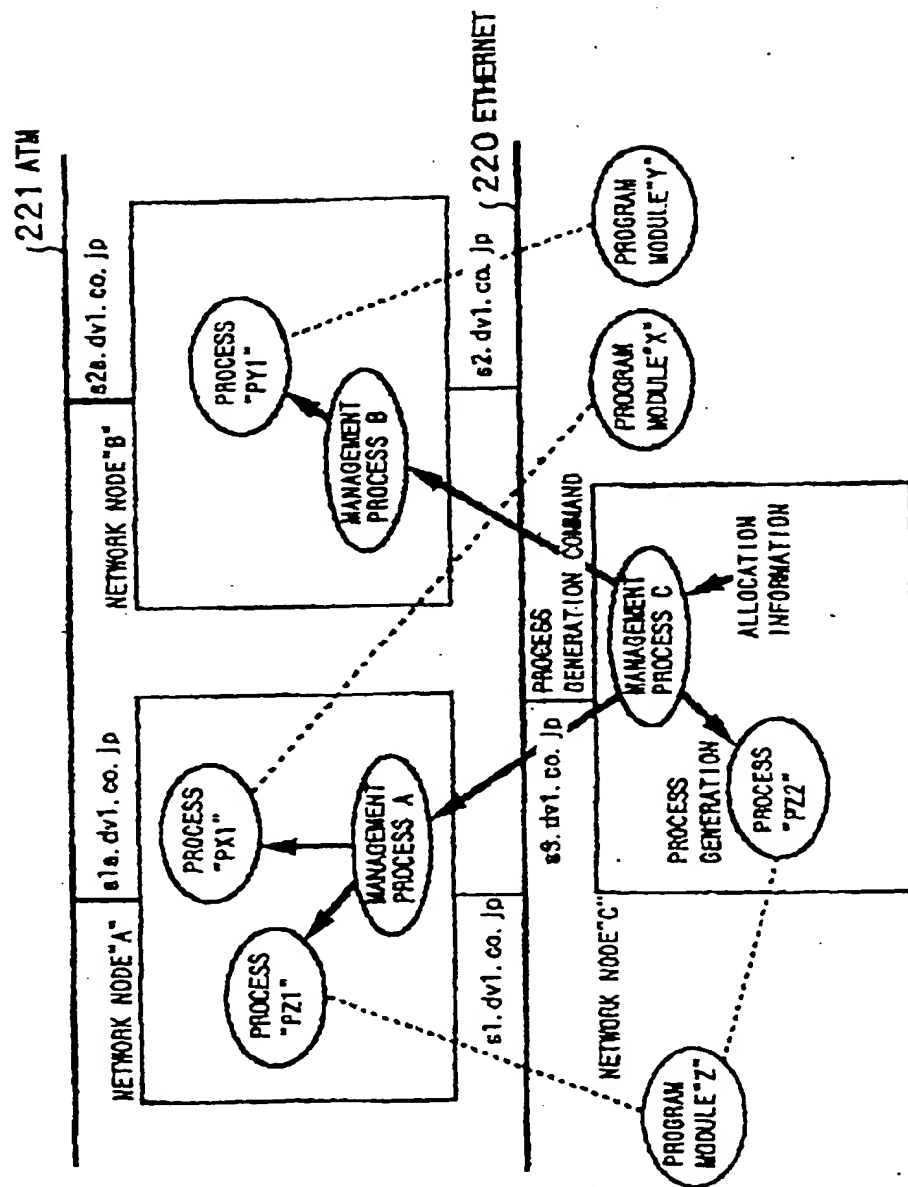 221 ATM
s1a.dv1.co.jp
s2a.dv1.co.jp
NETWORK NODE"A"
NETWORK NODE"B"
PROCESS
"PZ1"
PROCESS
"PX1"
MANAGEMENT
PROCESS A
PROCESS
"PY1"
MANAGEMENT
PROCESS B
s1.dv1.co.jp
s2.dv1.co.jp
220 ETHERNET
s3.dv1.co.jp
PROCESS
GENERATION COMMAND
NETWORK NODE"C"
PROGRAM
MODULE"Z"
PROCESS
GENERATION
PROCESS
"PZ2"
MANAGEMENT
PROCESS C
ALLOCATION
INFORMATION
PROGRAM
MODULE"X"
PROGRAM
MODULE"Y"